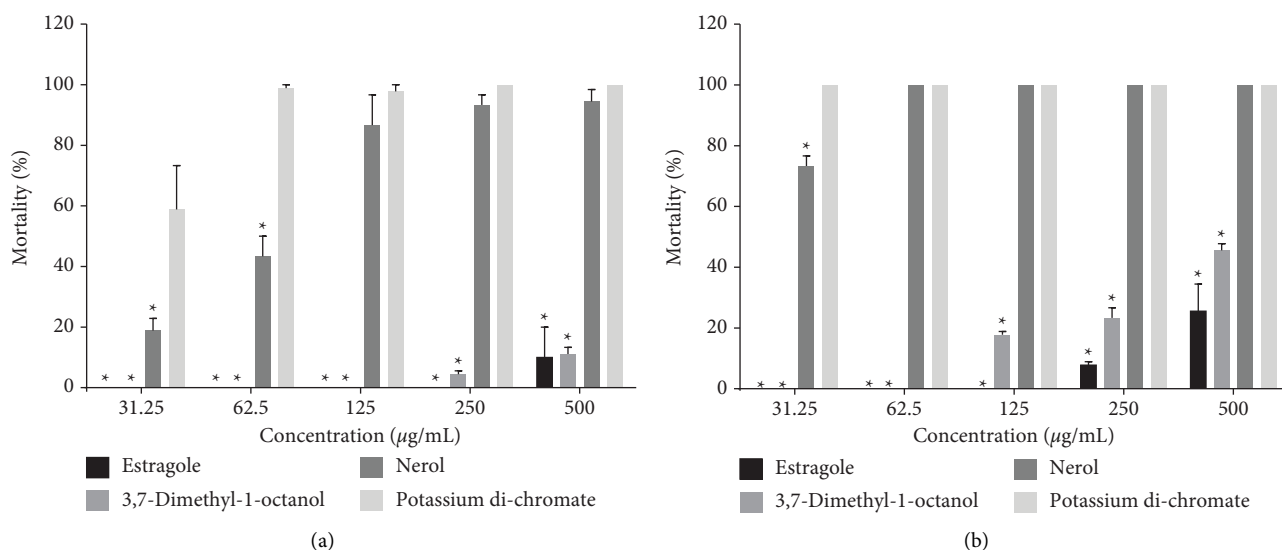 120
100
80
60
40
20
0
Mortality (%)
* * * * * * * * * * * * *
31.25 62.5 125 250 500
Concentration (µg/mL)
Estragole Nerol
3,7-Dimethyl-1-octanol Potassium di-chromate
(a)
120
100
80
60
40
20
0
Mortality (%)
* * * * * * * * * * *
31.25 62.5 125 250 500
Concentration (µg/mL)
Estragole Nerol
3,7-Dimethyl-1-octanol Potassium di-chromate
(b)